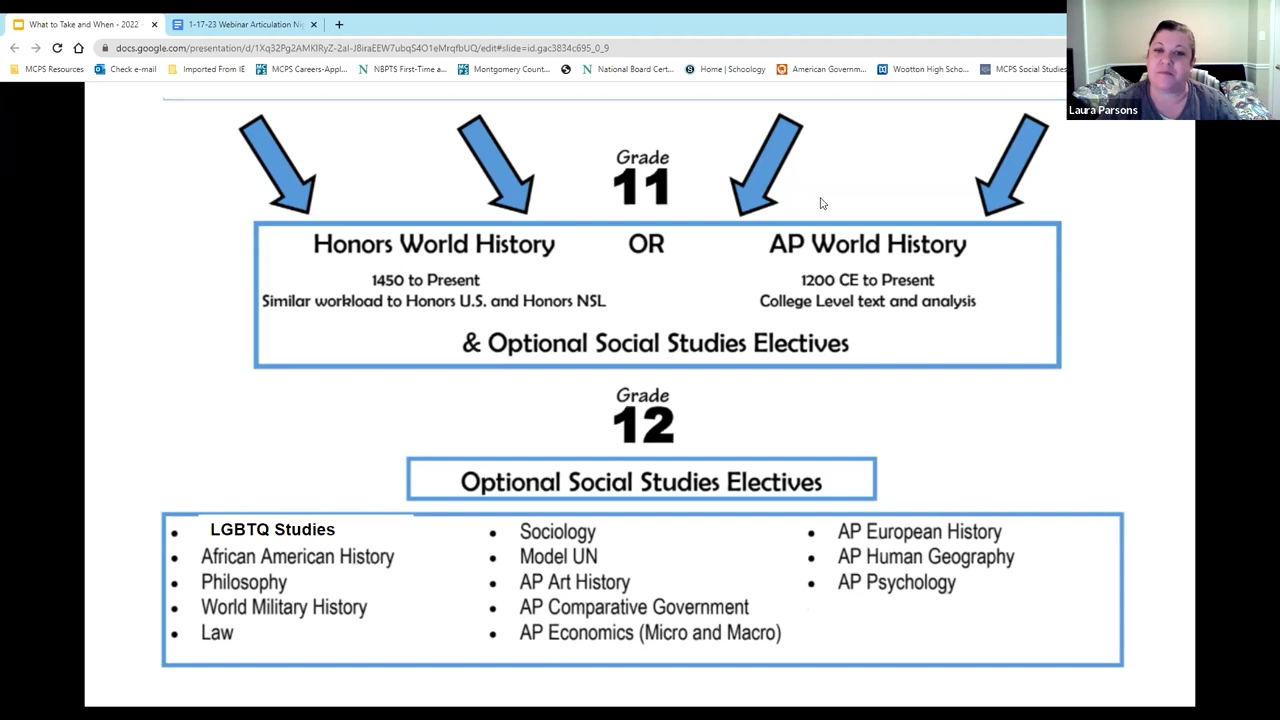 What to Take and When - 2022
1-17-23 Webinar Articulation Nig
docs.google.com/presentation/d/1Xq32Pg2AMKlRyZ-2aI-J8iraEEW7ubqS4O1eMrqfbUQ/edit#slide=id.gac3834c695_0_9
MCPS Resources Check e-mail Imported From IE MCPS Careers-Appl... NBPTS First-Time a... Montgomery Count... National Board Cert... Home | Schoology American Governm... Wootton High Scho... MCPS Social Studies
Laura Parsons
Grade
11
Honors World History OR AP World History
1450 to Present 1200 CE to Present
Similar workload to Honors U.S. and Honors NSL College Level text and analysis
& Optional Social Studies Electives
Grade
12
Optional Social Studies Electives
• LGBTQ Studies
• African American History
• Philosophy
• World Military History
• Law
• Sociology
• Model UN
• AP Art History
• AP Comparative Government
• AP Economics (Micro and Macro)
• AP European History
• AP Human Geography
• AP Psychology